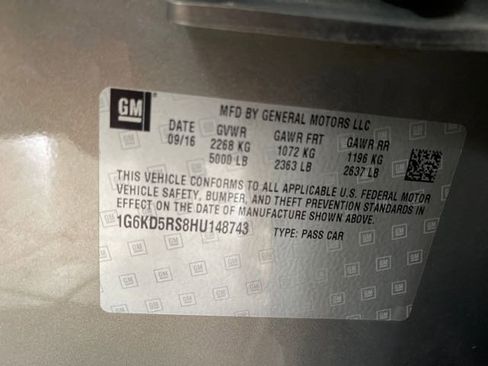 GM
MFD BY GENERAL MOTORS LLC
DATE GVWR GAWR FRT GAWR RR
09/16 2268 KG 1072 KG 1196 KG
5000 LB 2363 LB 2637 LB
THIS VEHICLE CONFORMS TO ALL APPLICABLE U.S. FEDERAL MOTOR
VEHICLE SAFETY, BUMPER, AND THEFT PREVENTION STANDARDS IN
EFFECT ON THE DATE OF MANUFACTURE SHOWN ABOVE.
1G6KD5RS8HU148743 TYPE: PASS CAR